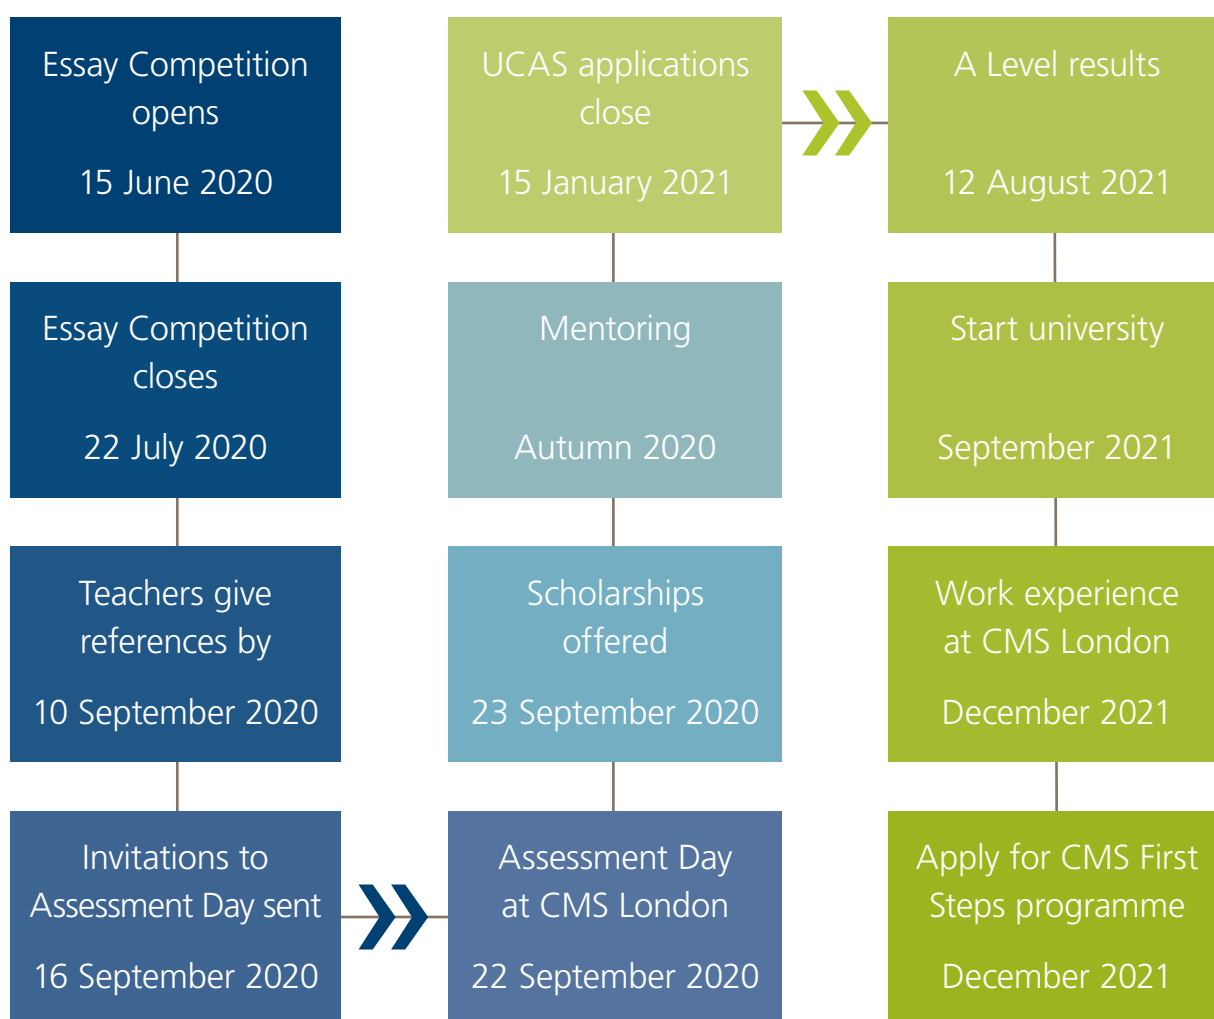 Essay Competition
opens
15 June 2020
Essay Competition
closes
22 July 2020
Teachers give
references by
10 September 2020
Invitations to
Assessment Day sent
16 September 2020
Assessment Day
at CMS London
22 September 2020
Scholarships
offered
23 September 2020
Mentoring
Autumn 2020
UCAS applications
close
15 January 2021
A Level results
12 August 2021
Start university
September 2021
Work experience
at CMS London
December 2021
Apply for CMS First
Steps programme
December 2021